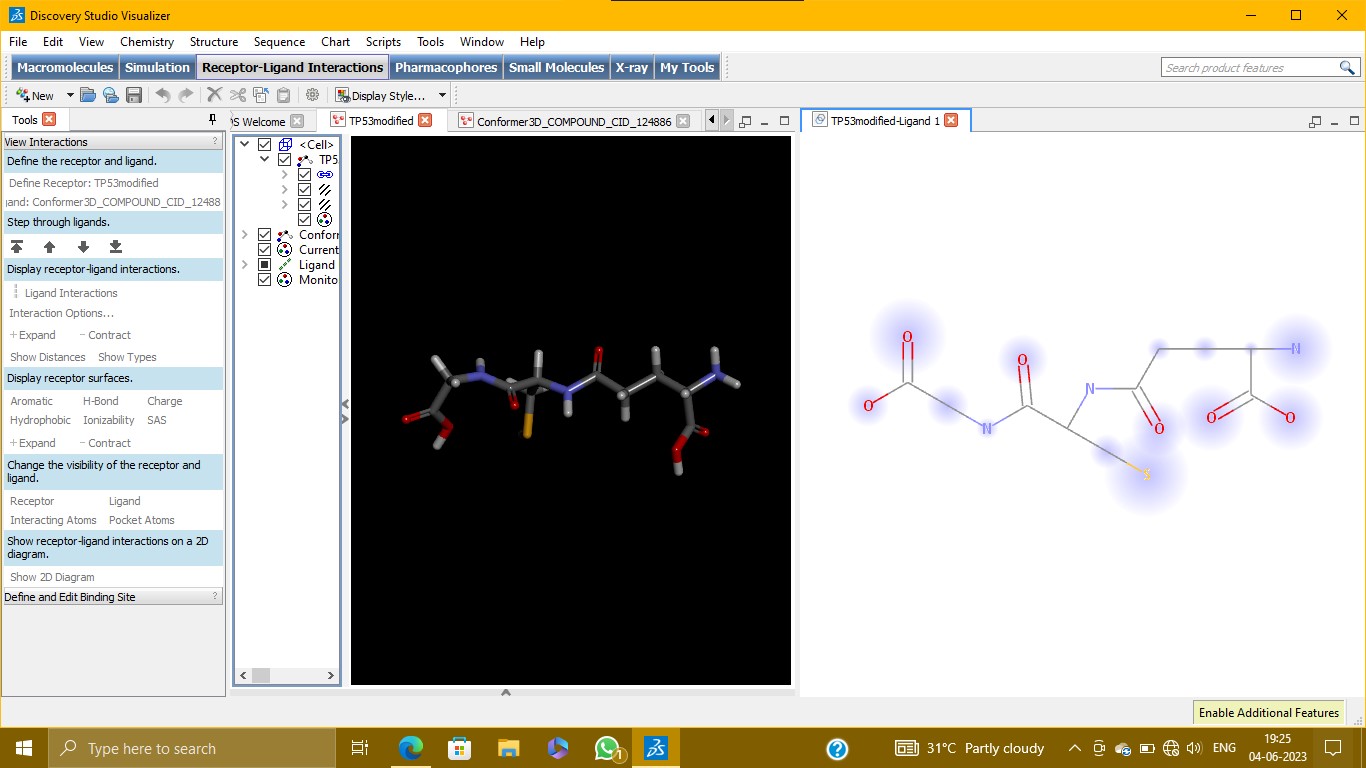 Discovery Studio Visualizer
File Edit View Chemistry Structure Sequence Chart Scripts Tools Window Help
Macromolecules Simulation Receptor-Ligand Interactions Pharmacophores Small Molecules X-ray My Tools
Search product features
New Display Style...
Tools
S Welcome TP53modified Conformer3D_COMPOUND_CID_124886
TP53modified-Ligand 1
View Interactions ?
Define the receptor and ligand.
Define Receptor: TP53modified
and: Conformer3D_COMPOUND_CID_12488
Step through ligands.
Display receptor-ligand interactions.
Ligand Interactions
Interaction Options...
+Expand -Contract
Show Distances Show Types
Display receptor surfaces.
Aromatic H-Bond Charge
Hydrophobic Ionizability SAS
+Expand -Contract
Change the visibility of the receptor and
ligand.
Receptor Ligand
Interacting Atoms Pocket Atoms
Show receptor-ligand interactions on a 2D
diagram.
Show 2D Diagram
Define and Edit Binding Site ?
<Cell>
TP5
Confor
Current
Ligand
Monito
O
O
N
O
N
O
S
N
O
O
Enable Additional Features
Type here to search
1
31°C Partly cloudy
ENG
19:25
04-06-2023